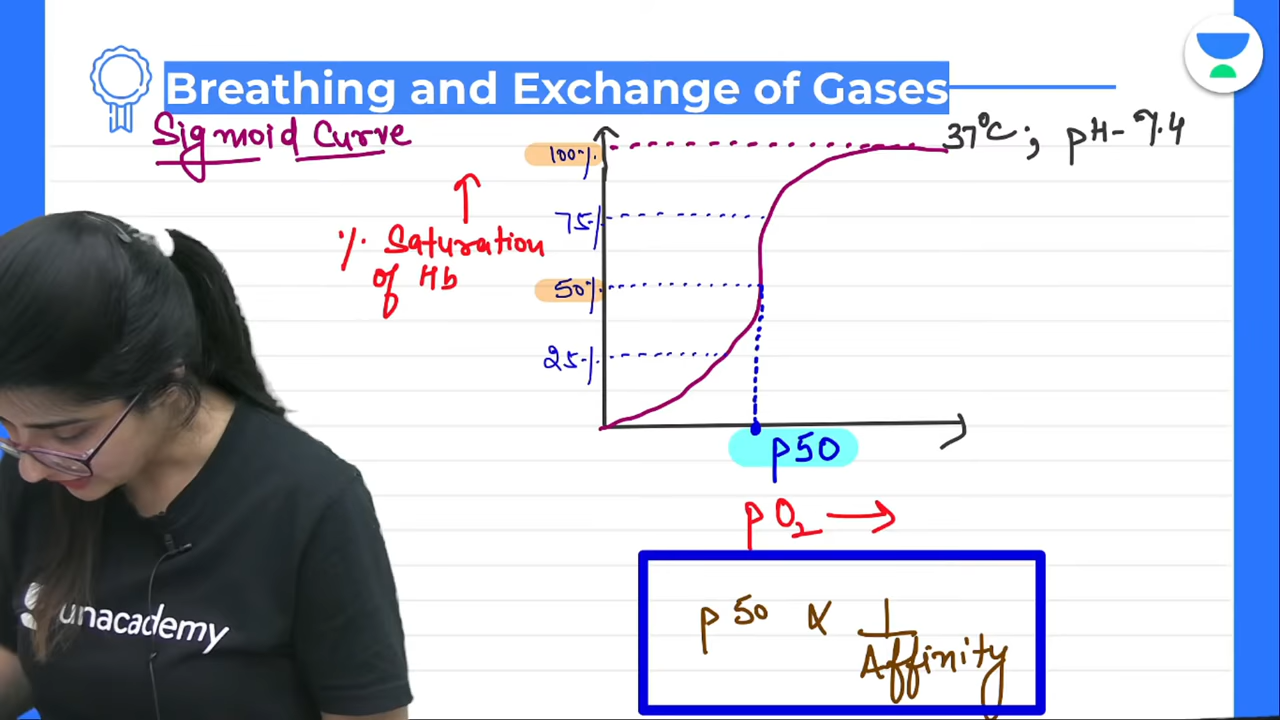 Breathing and Exchange of Gases
Sigmoid Curve
37°C; pH- 7.4
100%
75%
% Saturation
of Hb
50%
25%
p50
pO₂ →
p50 ∝ 1/Affinity
unacademy